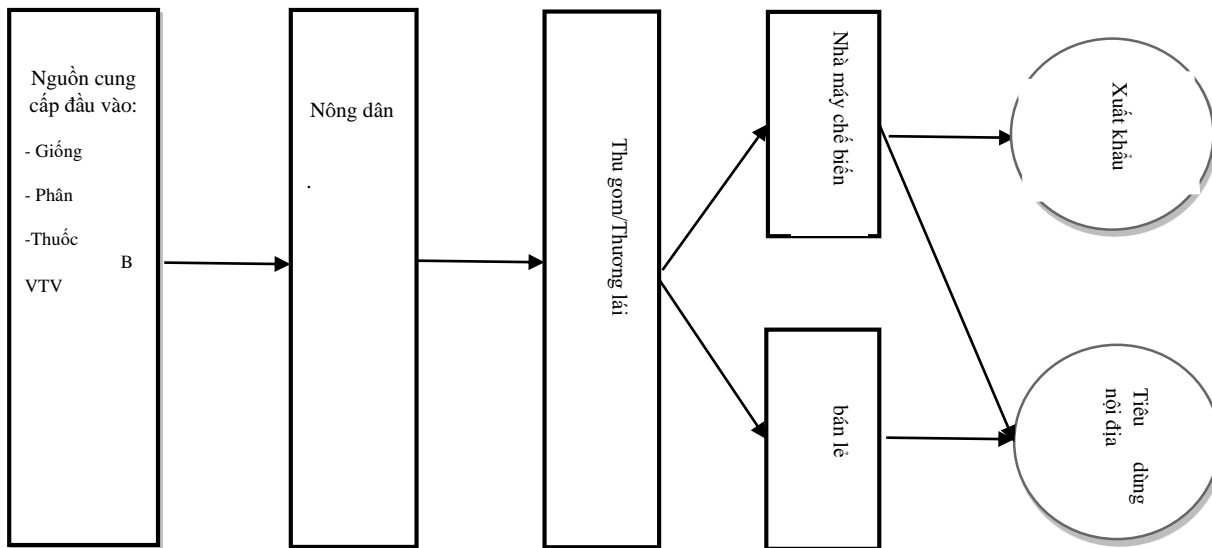 Nguồn cung
cấp đầu vào:
- Giống
- Phân
-Thuốc B
VTV
Nông dân
.
Thu gom/Thương lái
Nhà máy chế biến
bán lẻ
Xuất khẩu
Tiêu dùng
nội địa